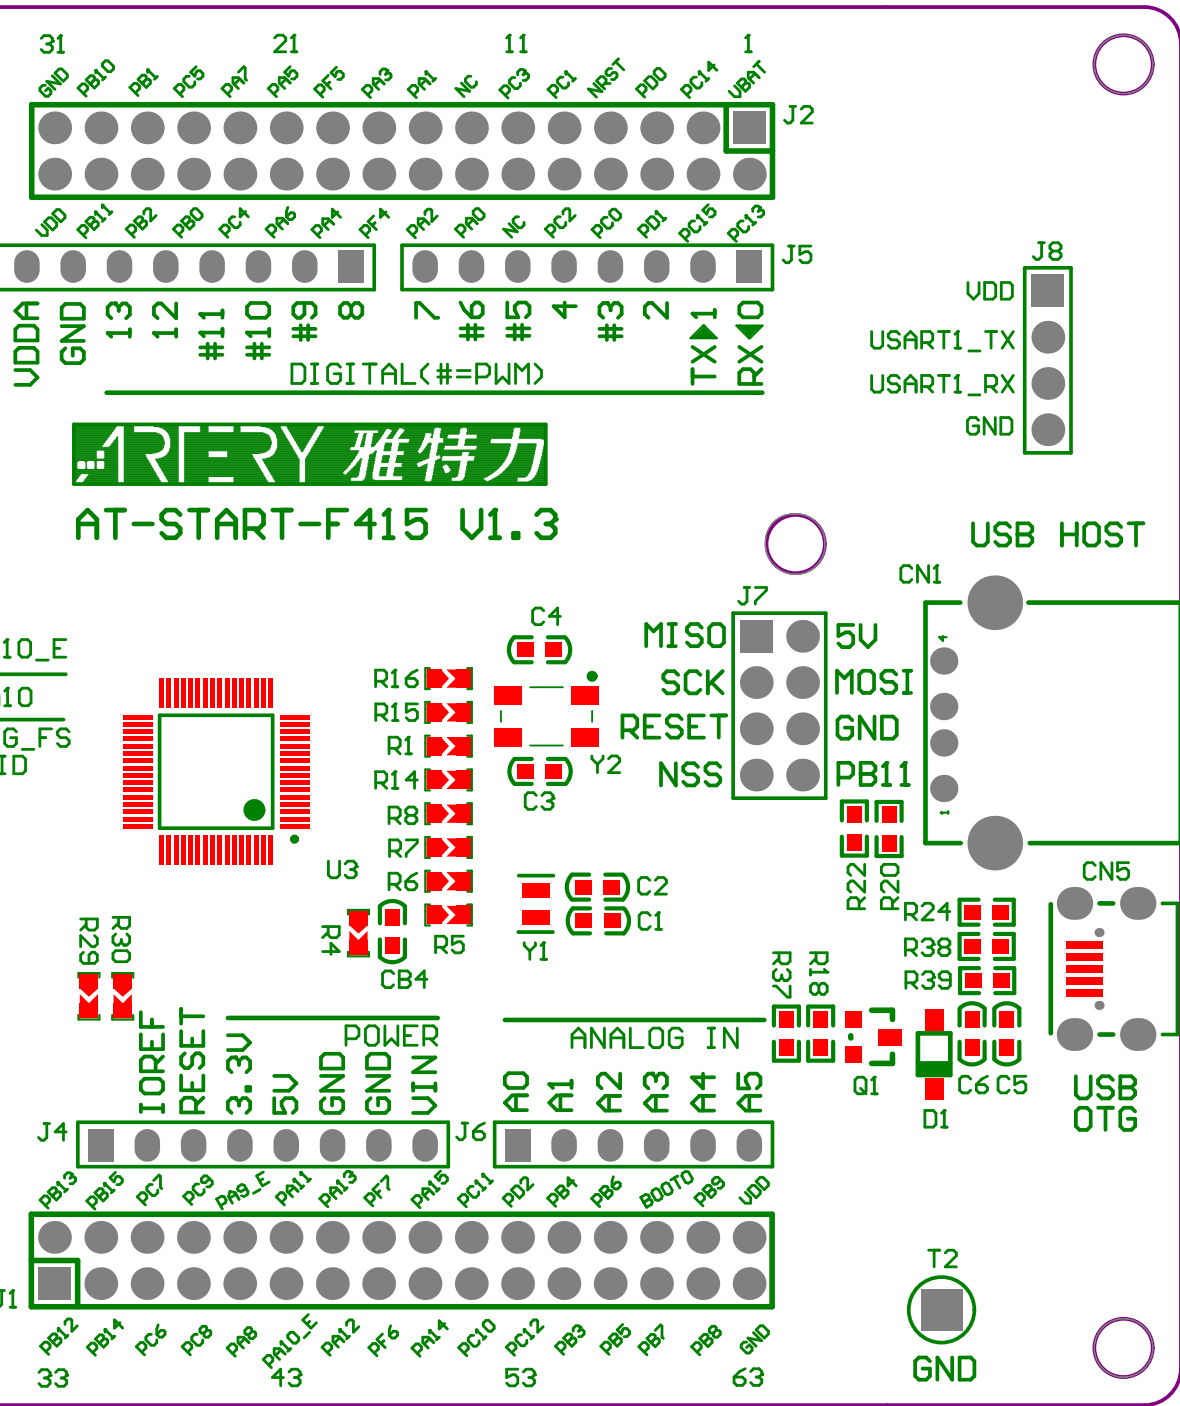 31 21 11 1
GND PB10 PB1 PC5 PA7 PA5 PF5 PA3 PA1 NC PC3 PC1 NRST PD0 PC14 VBAT
J2
VDD PB11 PB2 PB0 PC4 PA6 PA4 PF4 PA2 PA0 NC PC2 PC0 PD1 PC15 PC13
J5
J8
VDDA GND 13 12 #11 #10 #9 8 7 #6 #5 4 #3 2 TX▶1 RX◀0
DIGITAL(#=PWM)
VDD
USART1_TX
USART1_RX
GND
ARTERY 雅特力
AT-START-F415 V1.3
USB HOST
CN1
J7
MISO 5V
SCK MOSI
RESET GND
NSS PB11
4
1
10_E
10
G_FS
ID
C4
R16
R15
R1
R14
R8
R7
R6
R5
Y2
C3
U3
R4
CB4
C2
C1
Y1
R29 R30
R22 R20
CN5
R24
R38
R39
R37 R18
Q1
D1
C6 C5
USB
OTG
POWER
ANALOG IN
IOREF RESET 3.3V 5V GND GND VIN A0 A1 A2 A3 A4 A5
J4
J6
PB13 PB15 PC7 PC9 PA9_E PA11 PA13 PF7 PA15 PC11 PD2 PB4 PB6 BOOT0 PB9 VDD
J1
PB12 PB14 PC6 PC8 PA8 PA10_E PA12 PF6 PA14 PC10 PC12 PB3 PB5 PB7 PB8 GND
33 43 53 63
T2
GND